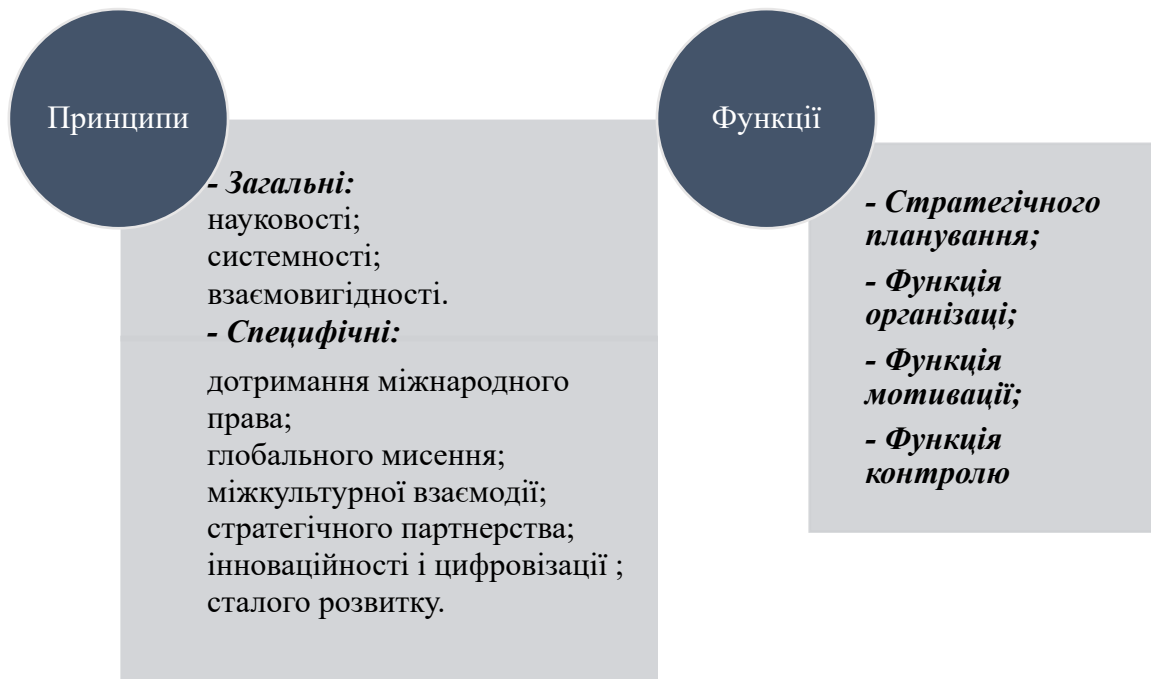 Принципи
- Загальні:
науковості;
системності;
взаємовигідності.
- Специфічні:
дотримання міжнародного
права;
глобального мисення;
міжкультурної взаємодії;
стратегічного партнерства;
інноваційності і цифровізації ;
сталого розвитку.
Функції
- Стратегічного
планування;
- Функція
організаці;
- Функція
мотивації;
- Функція
контролю